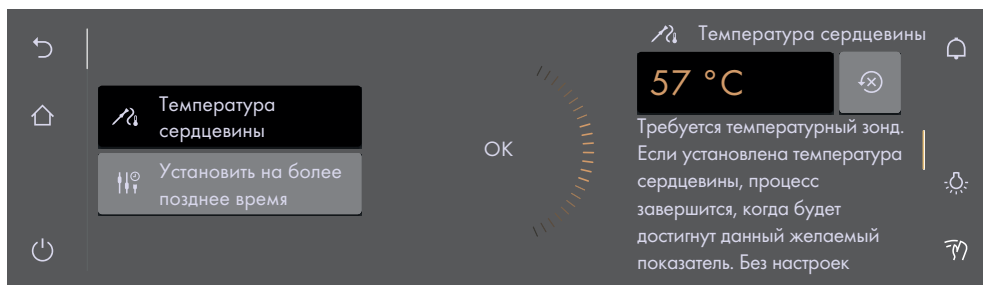 Температура
сердцевины
Установить на более
позднее время
OK
Температура сердцевины
57 °C
Требуется температурный зонд.
Если установлена температура
сердцевины, процесс
завершится, когда будет
достигнут данный желаемый
показатель. Без настроек